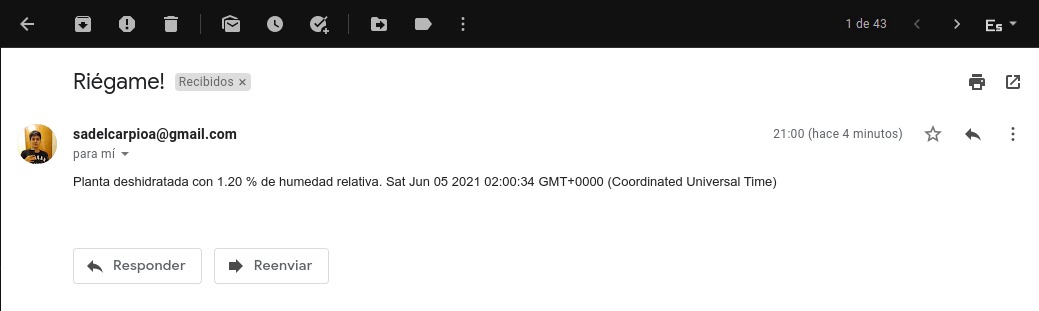 1 de 43
Es
Riégame!
Recibidos ×
sadelcarpioa@gmail.com
21:00 (hace 4 minutos)
para mí
Planta deshidratada con 1.20 % de humedad relativa. Sat Jun 05 2021 02:00:34 GMT+0000 (Coordinated Universal Time)
Responder
Reenviar